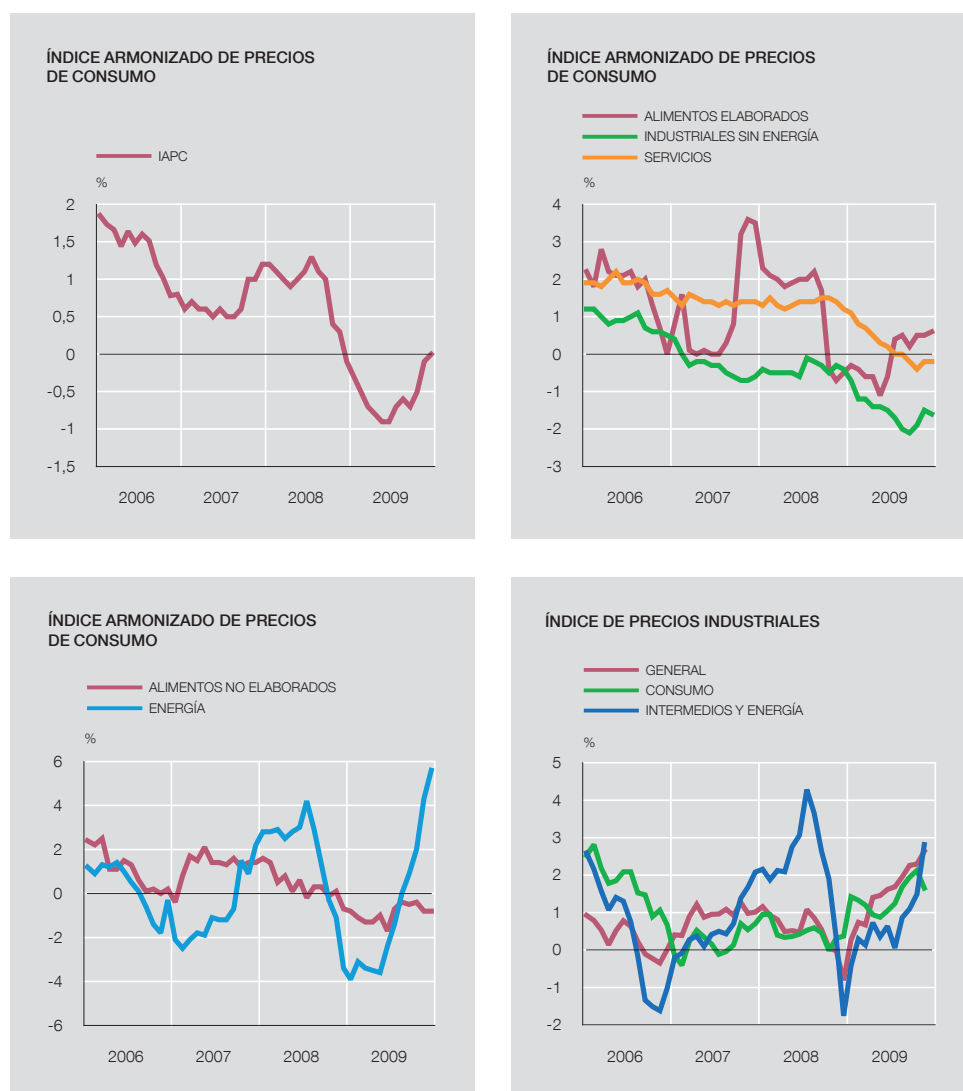 ÍNDICE ARMONIZADO DE PRECIOS
DE CONSUMO
IAPC
%
2
1,5
1
0,5
0
-0,5
-1
-1,5
2006 2007 2008 2009
ÍNDICE ARMONIZADO DE PRECIOS
DE CONSUMO
ALIMENTOS ELABORADOS
INDUSTRIALES SIN ENERGÍA
SERVICIOS
%
4
3
2
1
0
-1
-2
-3
2006 2007 2008 2009
ÍNDICE ARMONIZADO DE PRECIOS
DE CONSUMO
ALIMENTOS NO ELABORADOS
ENERGÍA
%
6
4
2
0
-2
-4
-6
2006 2007 2008 2009
ÍNDICE DE PRECIOS INDUSTRIALES
GENERAL
CONSUMO
INTERMEDIOS Y ENERGÍA
%
5
4
3
2
1
0
-1
-2
2006 2007 2008 2009